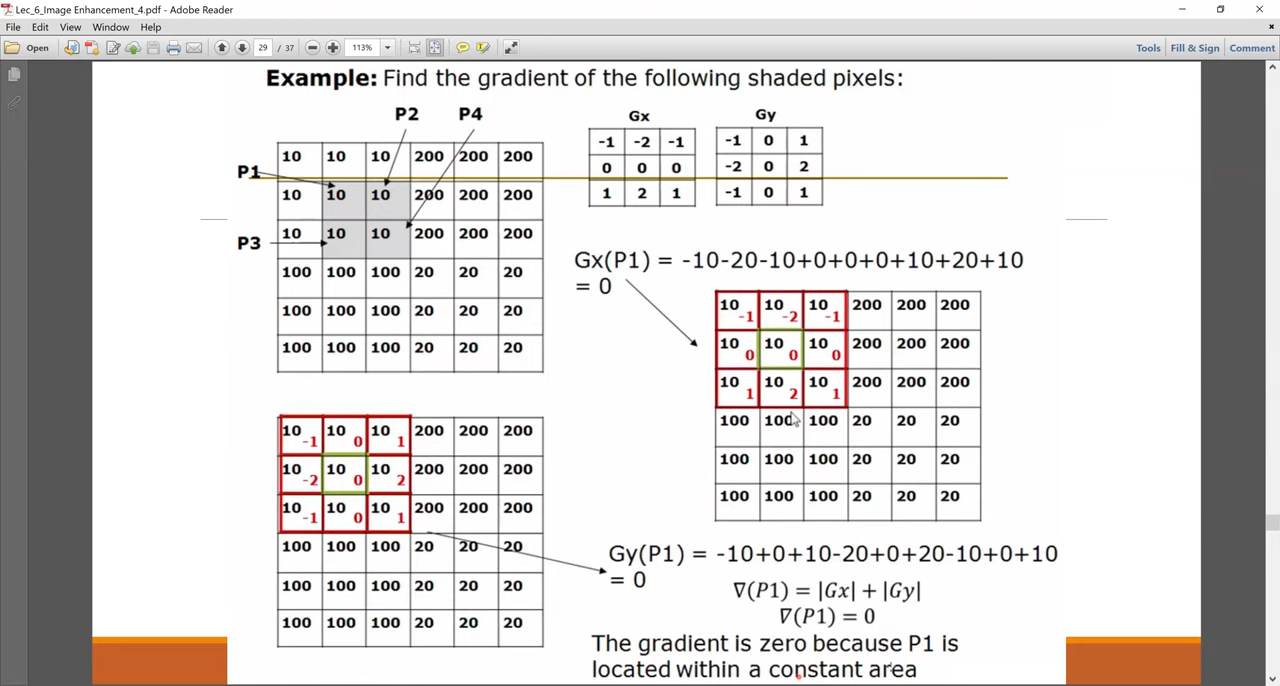 Lec_6_Image Enhancement_4.pdf - Adobe Reader
File Edit View Window Help
Open 29 / 37 113% Tools Fill & Sign Comment
Example: Find the gradient of the following shaded pixels:
P2 P4
P1
P3
10 10 10 200 200 200
10 10 10 200 200 200
10 10 10 200 200 200
100 100 100 20 20 20
100 100 100 20 20 20
100 100 100 20 20 20
Gx
-1 -2 -1
0 0 0
1 2 1
Gy
-1 0 1
-2 0 2
-1 0 1
Gx(P1) = -10-20-10+0+0+0+10+20+10
= 0
10 -1 10 -2 10 -1 200 200 200
10 0 10 0 10 0 200 200 200
10 1 10 2 10 1 200 200 200
100 100 100 20 20 20
100 100 100 20 20 20
100 100 100 20 20 20
10 -1 10 0 10 1 200 200 200
10 -2 10 0 10 2 200 200 200
10 -1 10 0 10 1 200 200 200
100 100 100 20 20 20
100 100 100 20 20 20
100 100 100 20 20 20
Gy(P1) = -10+0+10-20+0+20-10+0+10
= 0
∇(P1) = |Gx| + |Gy|
∇(P1) = 0
The gradient is zero because P1 is
located within a constant area